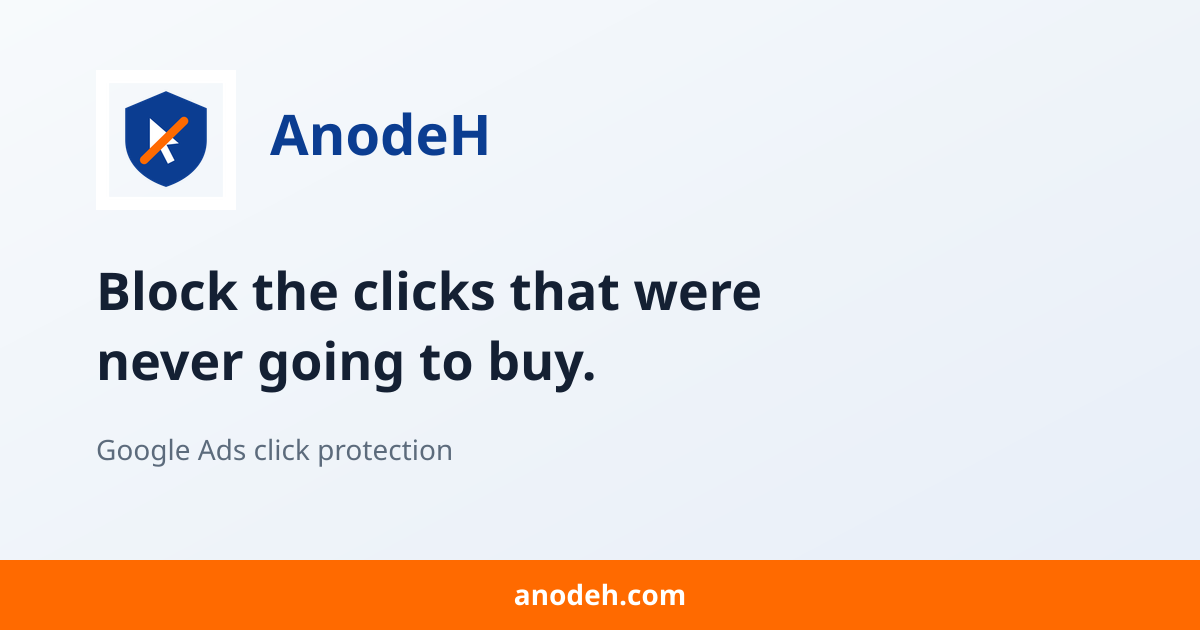 AnodeH
Block the clicks that were
never going to buy.
Google Ads click protection
anodeh.com